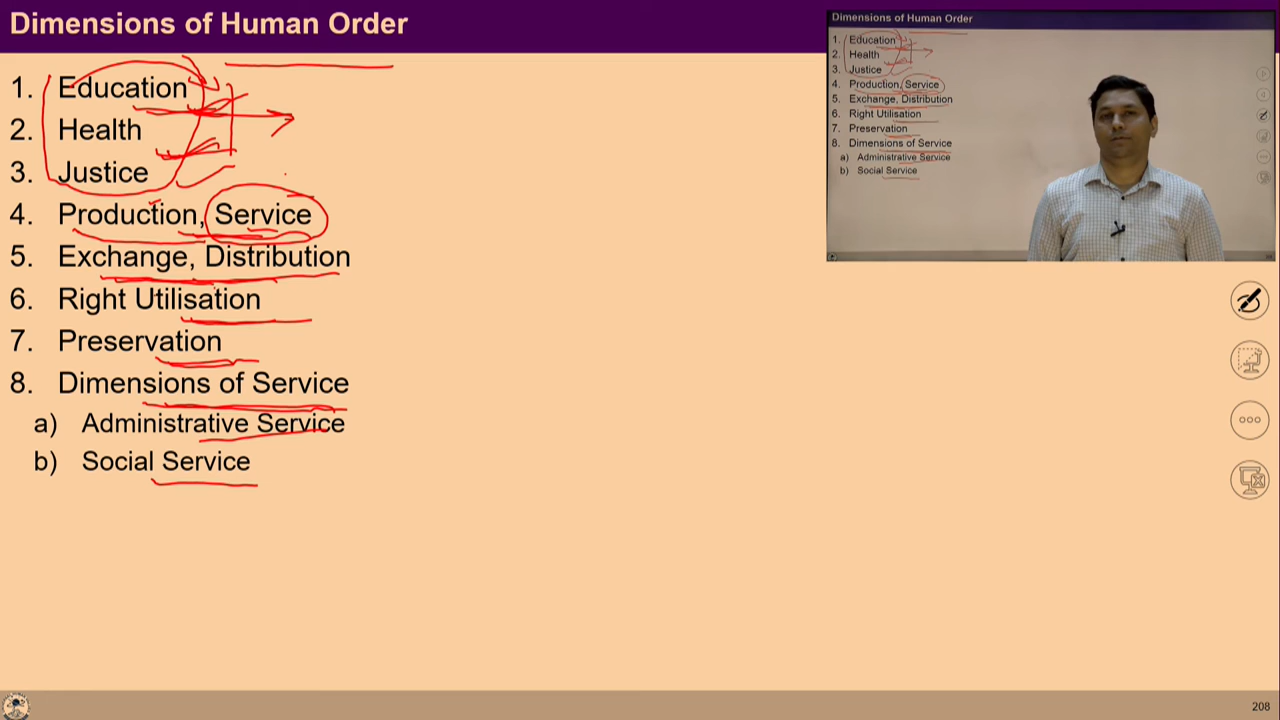 Dimensions of Human Order
1. Education
2. Health
3. Justice
4. Production, Service
5. Exchange, Distribution
6. Right Utilisation
7. Preservation
8. Dimensions of Service
a) Administrative Service
b) Social Service
Dimensions of Human Order
1. Education
2. Health
3. Justice
4. Production, Service
5. Exchange, Distribution
6. Right Utilisation
7. Preservation
8. Dimensions of Service
a) Administrative Service
b) Social Service
208